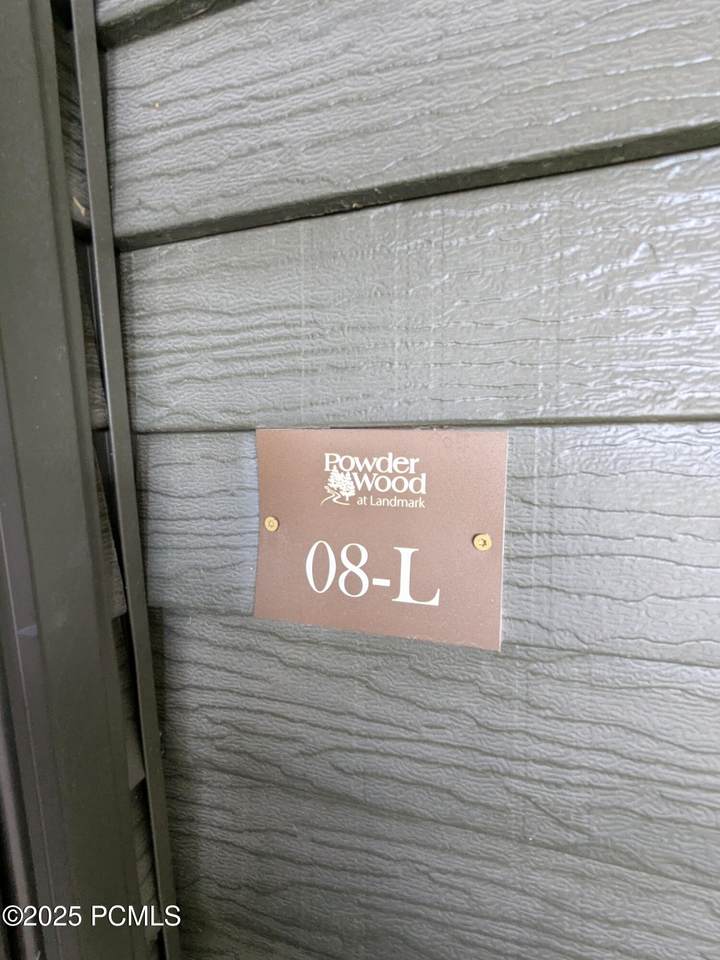 Powder
Wood
at Landmark
08-L
©2025 PCMLS